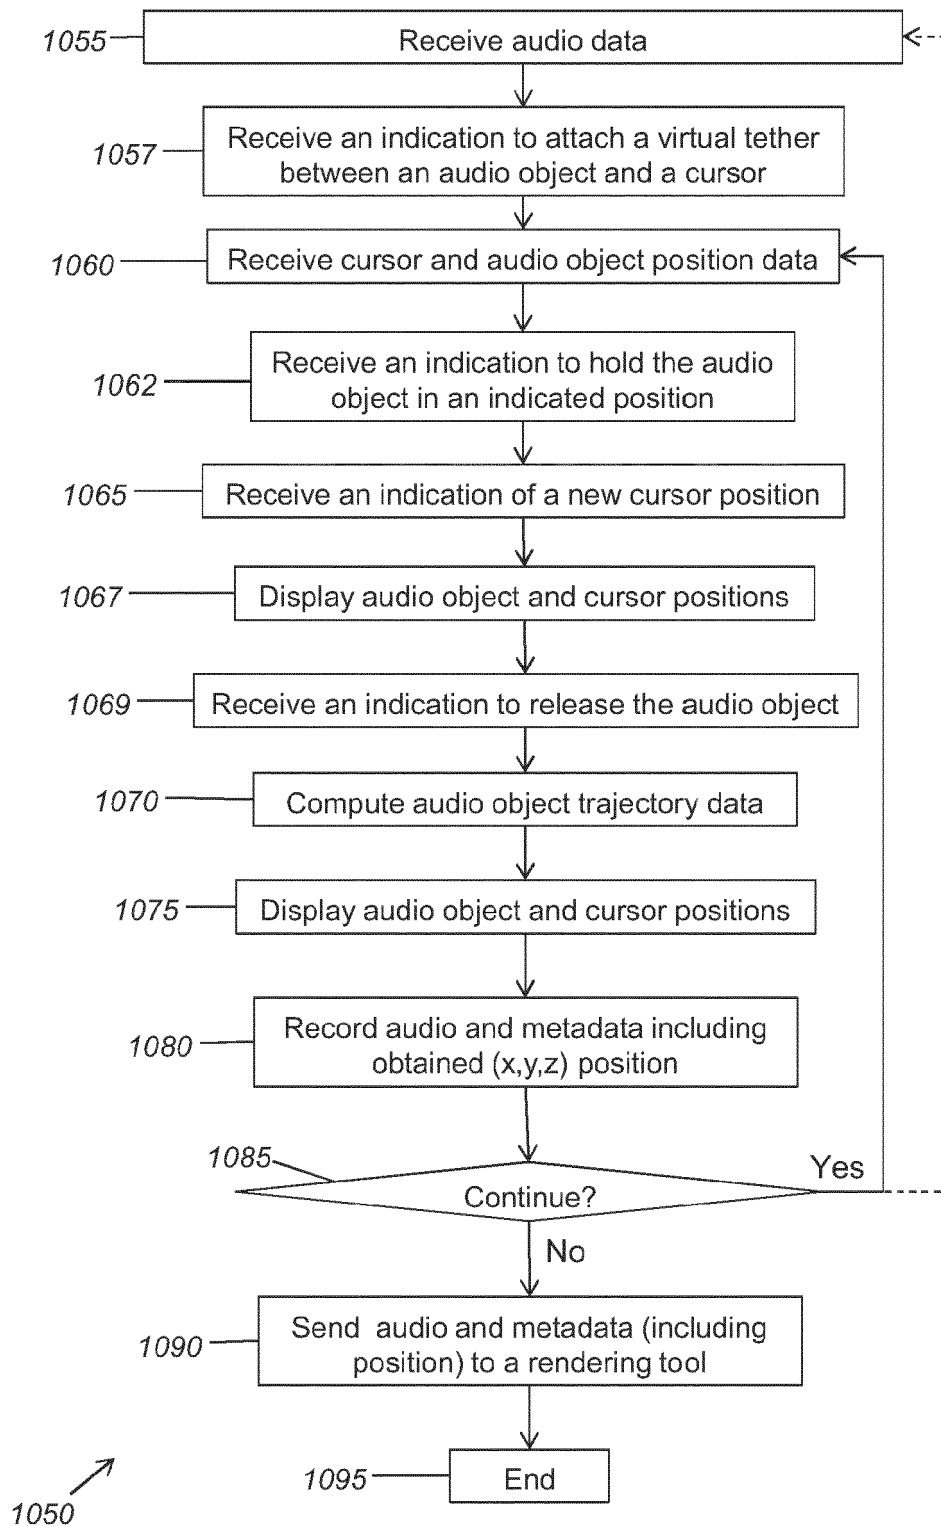 1055
Receive audio data
1057
Receive an indication to attach a virtual tether
between an audio object and a cursor
1060
Receive cursor and audio object position data
1062
Receive an indication to hold the audio
object in an indicated position
1065
Receive an indication of a new cursor position
1067
Display audio object and cursor positions
1069
Receive an indication to release the audio object
1070
Compute audio object trajectory data
1075
Display audio object and cursor positions
1080
Record audio and metadata including
obtained (x,y,z) position
1085
Continue?
Yes
No
1090
Send audio and metadata (including
position) to a rendering tool
1095
End
1050